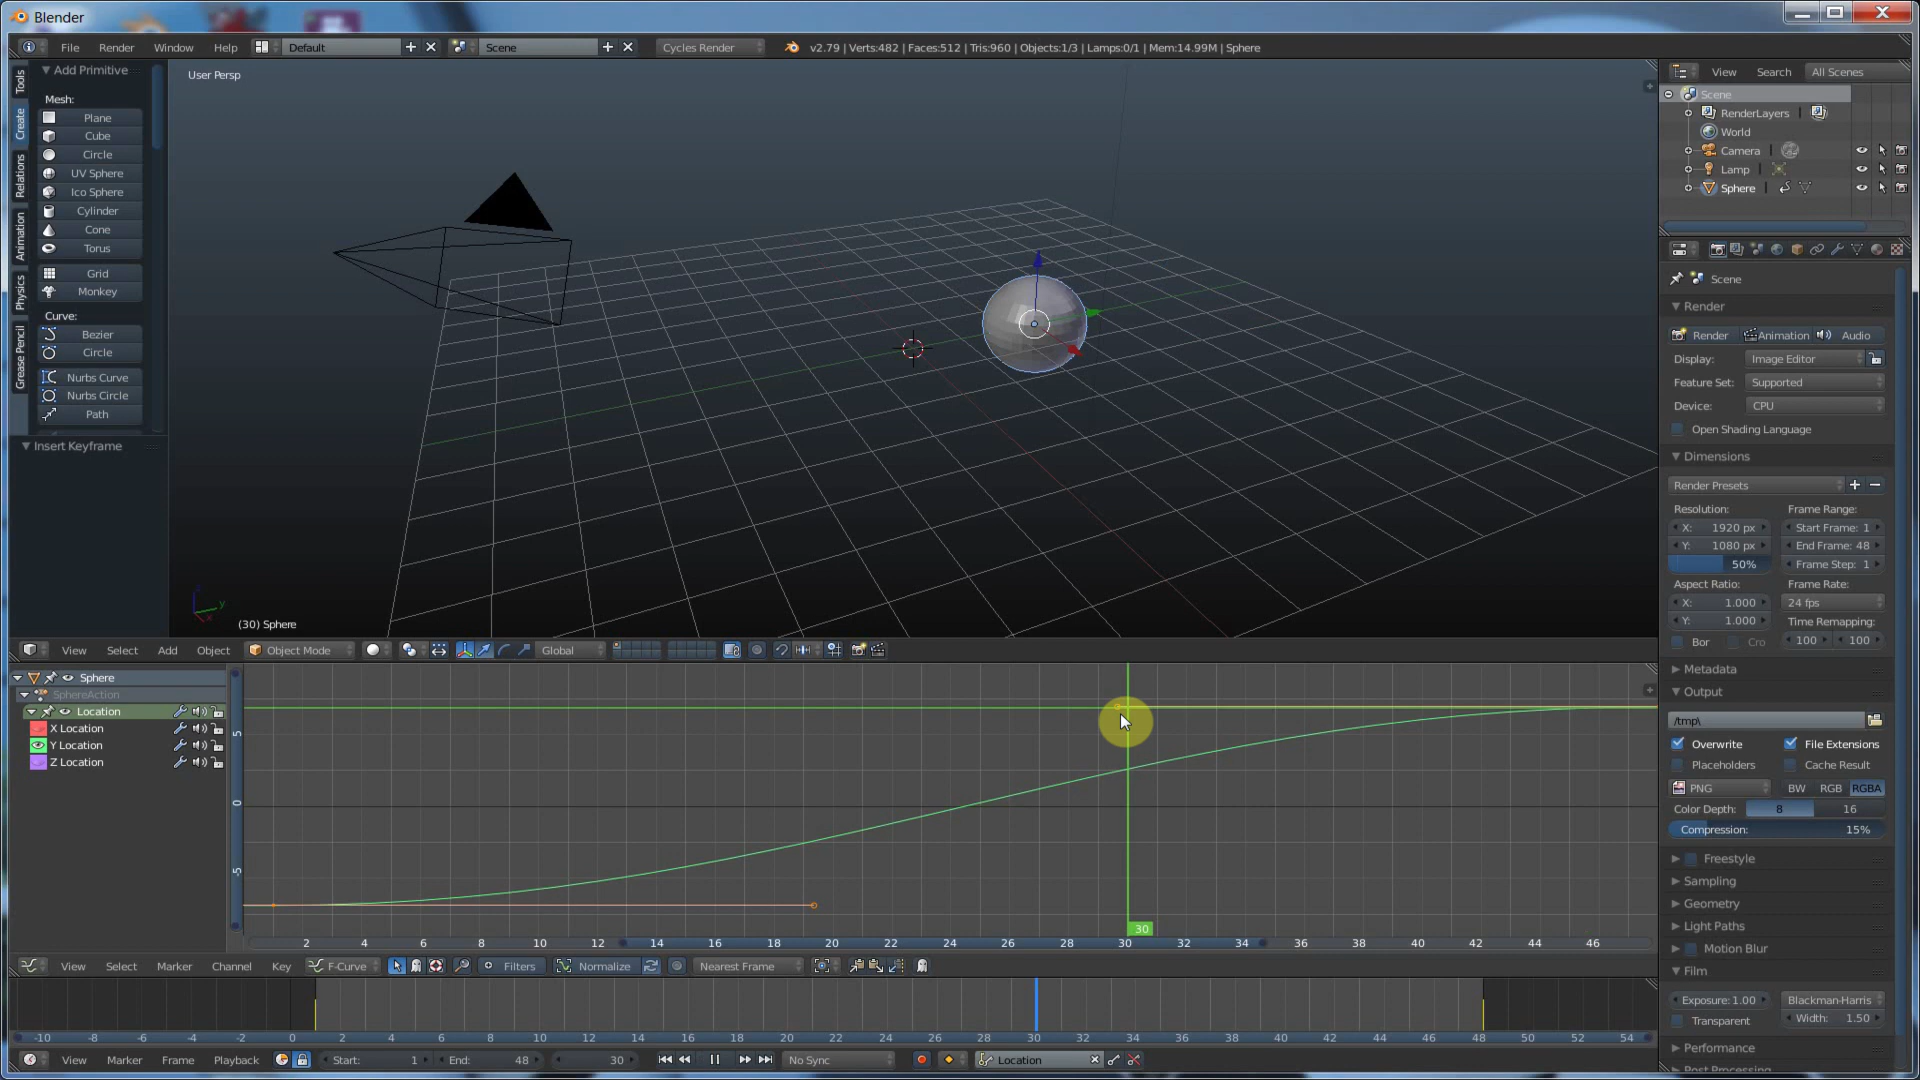 Blender
File Render Window Help Default Scene Cycles Render v2.79 | Verts:482 | Faces:512 | Tris:960 | Objects:1/3 | Lamps:0/1 | Mem:14.99M | Sphere
Tools
Create
Relations
Animation
Physics
Grease Pencil
Add Primitive
Mesh:
Plane
Cube
Circle
UV Sphere
Ico Sphere
Cylinder
Cone
Torus
Grid
Monkey
Curve:
Bezier
Circle
Nurbs Curve
Nurbs Circle
Path
Insert Keyframe
User Persp
(30) Sphere
View Select Add Object Object Mode Global
View Search All Scenes
Scene
RenderLayers
World
Camera
Lamp
Sphere
Scene
Render
Render Animation Audio
Display: Image Editor
Feature Set: Supported
Device: CPU
Open Shading Language
Dimensions
Render Presets
Resolution: Frame Range:
X: 1920 px Start Frame: 1
Y: 1080 px End Frame: 48
50% Frame Step: 1
Aspect Ratio: Frame Rate:
X: 1.000 24 fps
Y: 1.000 Time Remapping:
Bor Cro 100 100
Metadata
Output
/tmp\
Overwrite File Extensions
Placeholders Cache Result
PNG BW RGB RGBA
Color Depth: 8 16
Compression: 15%
Freestyle
Sampling
Geometry
Light Paths
Motion Blur
Film
Exposure: 1.00 Blackman-Harris
Transparent Width: 1.50
Performance
Post Processing
Sphere
SphereAction
Location
X Location
Y Location
Z Location
5
0
-5
30
2 4 6 8 10 12 14 16 18 20 22 24 26 28 30 32 34 36 38 40 42 44 46
View Select Marker Channel Key F-Curve Filters Normalize Nearest Frame
-10 -8 -6 -4 -2 0 2 4 6 8 10 12 14 16 18 20 22 24 26 28 30 32 34 36 38 40 42 44 46 48 50 52 54
View Marker Frame Playback Start: 1 End: 48 30 No Sync Location